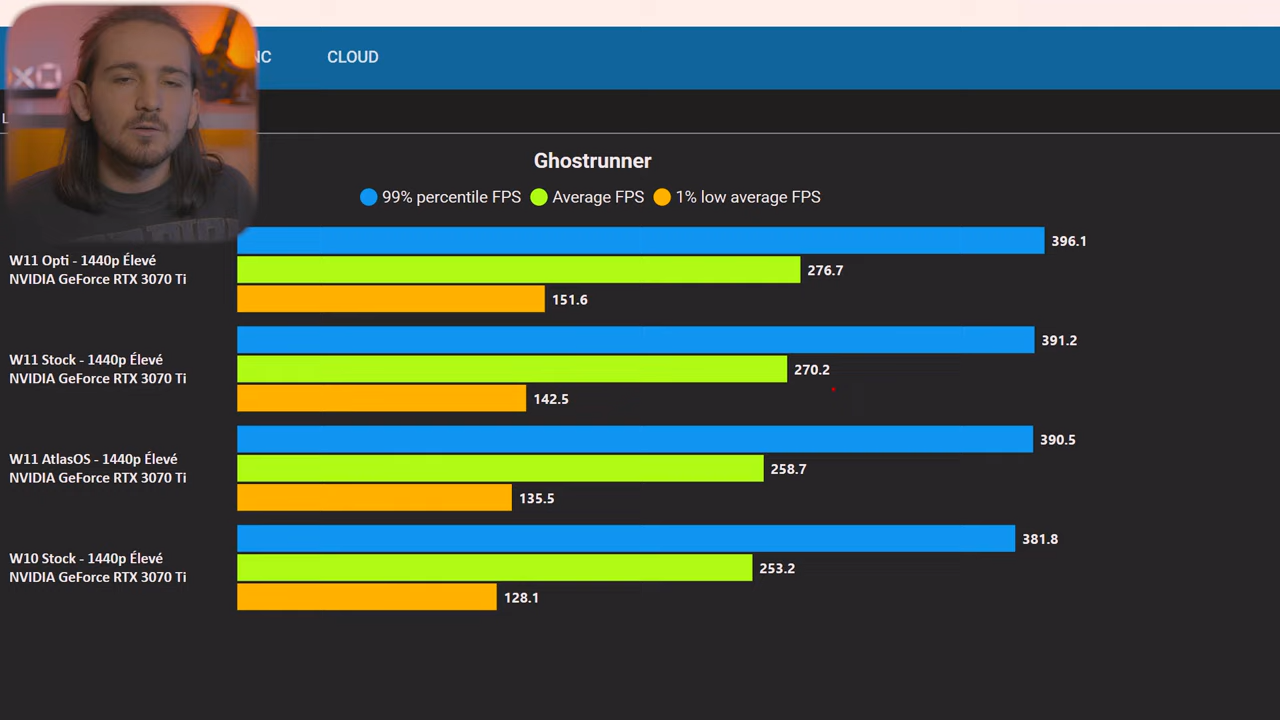 NC
CLOUD
L
Ghostrunner
99% percentile FPS
Average FPS
1% low average FPS
W11 Opti - 1440p Élevé
NVIDIA GeForce RTX 3070 Ti
396.1
276.7
151.6
W11 Stock - 1440p Élevé
NVIDIA GeForce RTX 3070 Ti
391.2
270.2
142.5
W11 AtlasOS - 1440p Élevé
NVIDIA GeForce RTX 3070 Ti
390.5
258.7
135.5
W10 Stock - 1440p Élevé
NVIDIA GeForce RTX 3070 Ti
381.8
253.2
128.1